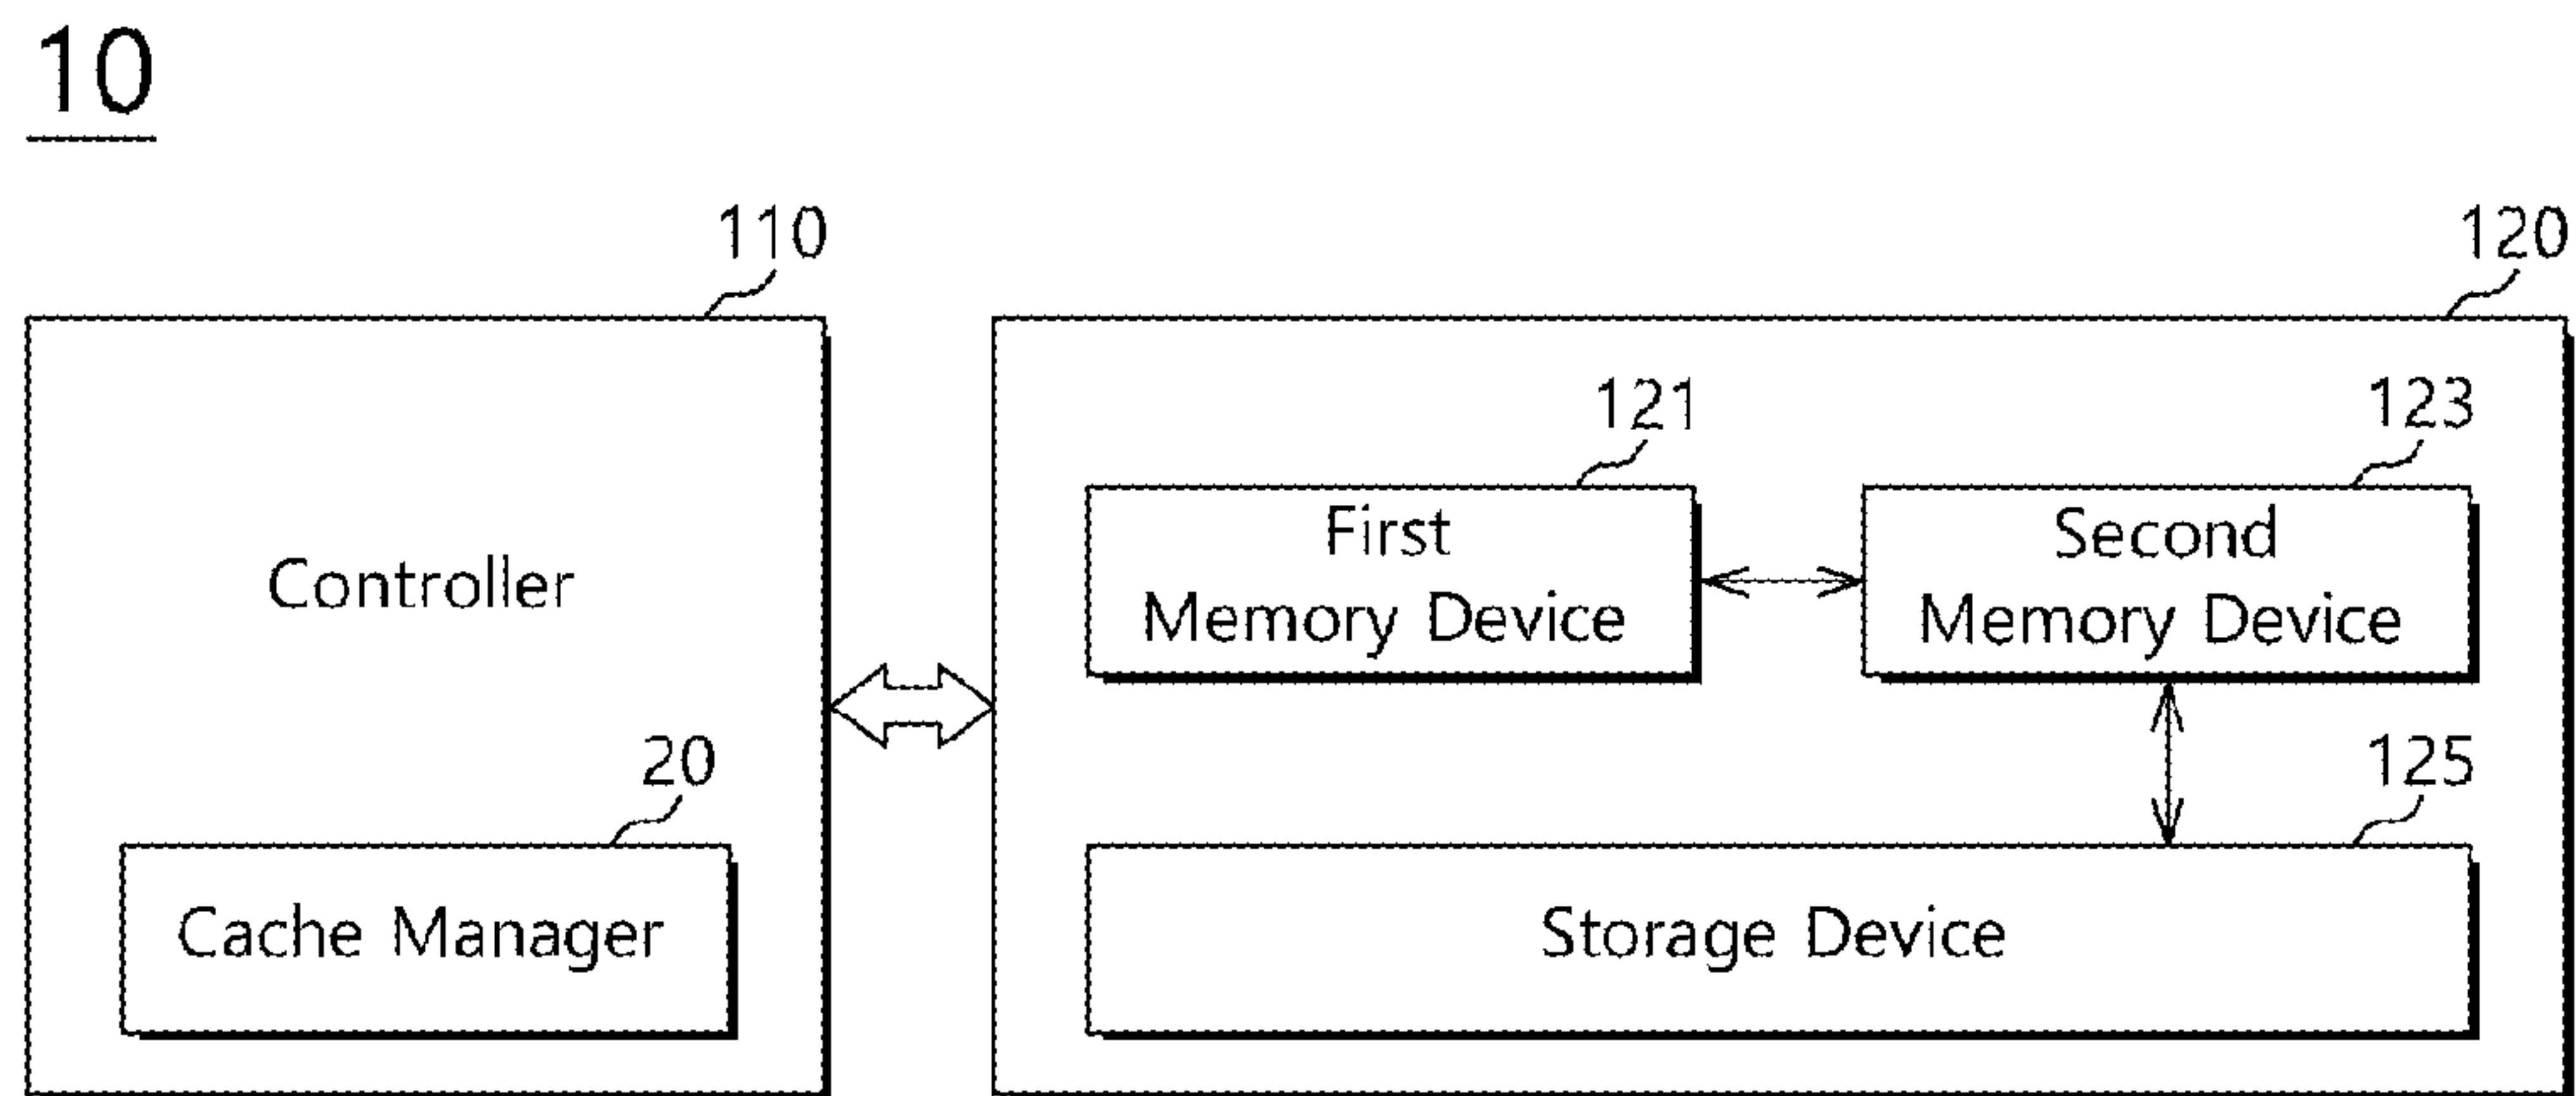 10
110
120
121
123
First
Memory Device
Second
Memory Device
Controller
20
125
Cache Manager
Storage Device